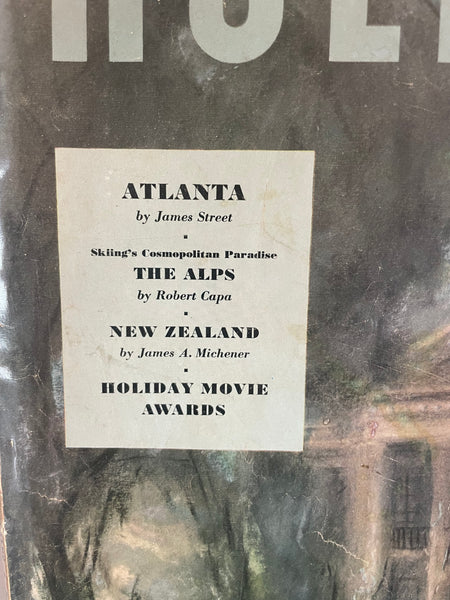 HOL
ATLANTA
by James Street
Skiing's Cosmopolitan Paradise
THE ALPS
by Robert Capa
NEW ZEALAND
by James A. Michener
HOLIDAY MOVIE
AWARDS